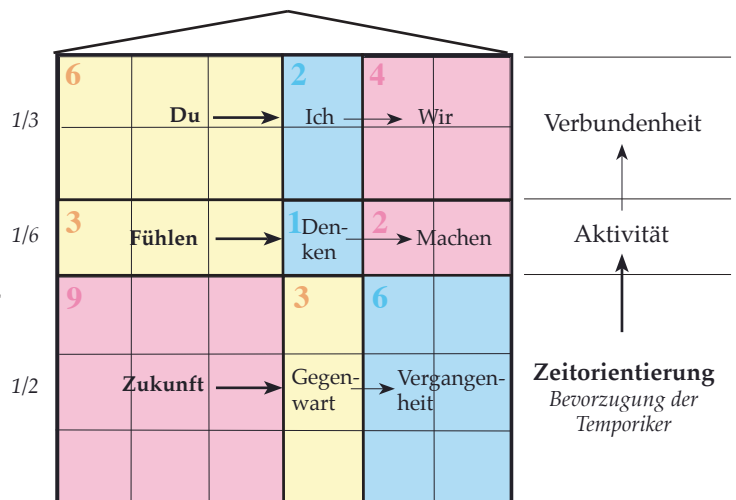 6 2 4
1/3 Du Ich Wir Verbundenheit
3 1 2
1/6 Fühlen Den- Machen Aktivität
ken
9 3 6
1/2 Zukunft Gegen- Vergangen- Zeitorientierung
wart heit Bevorzugung der
Temporiker